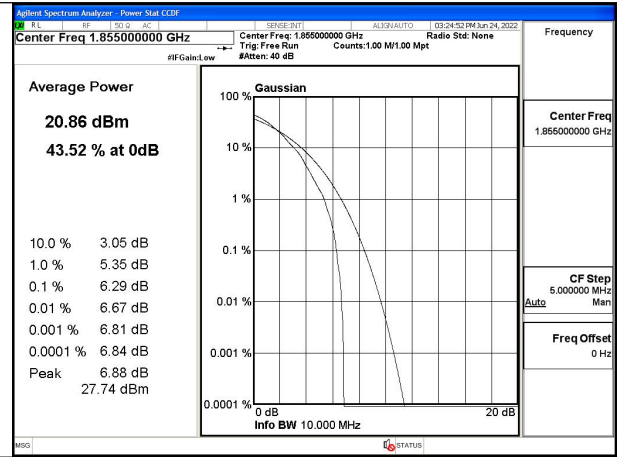 Agilent Spectrum Analyzer - Power Stat CCDF
RL RF 50 Ω AC SENSE:INT ALIGN AUTO 03:24:52 PM Jun 24, 2022
Center Freq 1.855000000 GHz
Center Freq: 1.855000000 GHz Radio Std: None
Trig: Free Run Counts:1.00 M/1.00 Mpt
#IFGain:Low #Atten: 40 dB
Frequency
Average Power
20.86 dBm
43.52 % at 0dB
10.0 % 3.05 dB
1.0 % 5.35 dB
0.1 % 6.29 dB
0.01 % 6.67 dB
0.001 % 6.81 dB
0.0001 % 6.84 dB
Peak 6.88 dB
27.74 dBm
Gaussian
100 %
10 %
1 %
0.1 %
0.01 %
0.001 %
0.0001 %
0 dB 20 dB
Info BW 10.000 MHz
Center Freq
1.855000000 GHz
CF Step
5.000000 MHz
Auto Man
Freq Offset
0 Hz
MSG STATUS